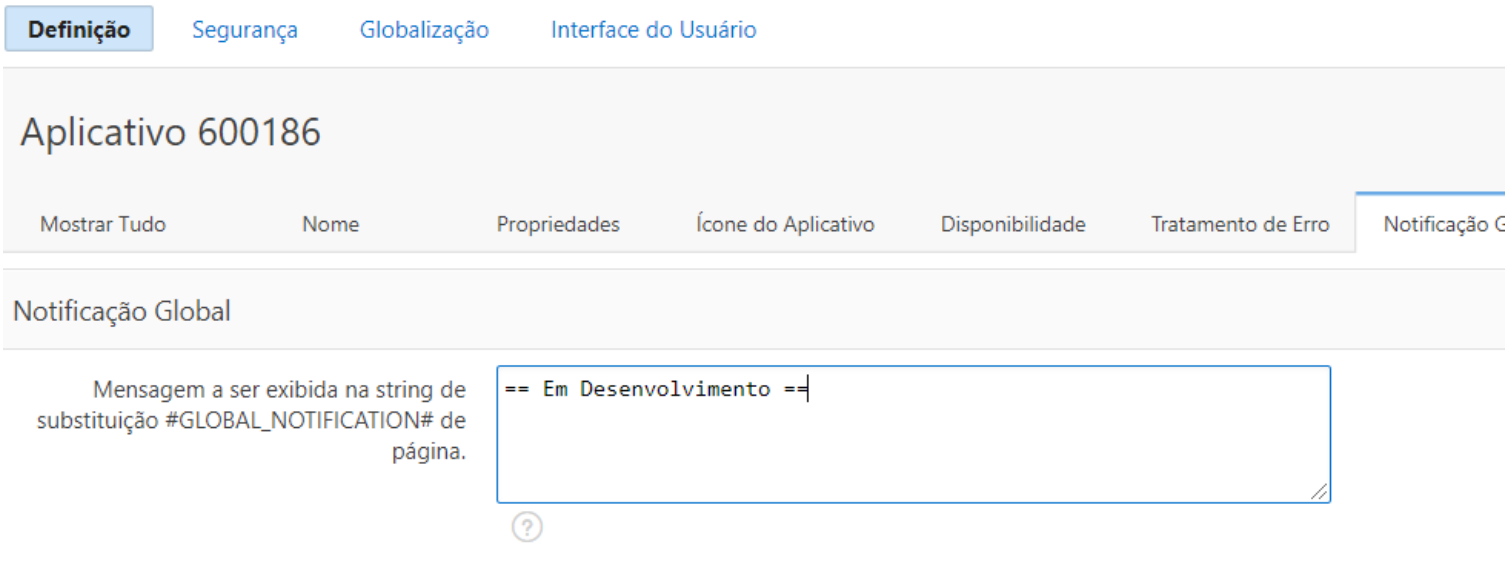 Definição Segurança Globalização Interface do Usuário
Aplicativo 600186
Mostrar Tudo Nome Propriedades Ícone do Aplicativo Disponibilidade Tratamento de Erro Notificação G
Notificação Global
Mensagem a ser exibida na string de
substituição #GLOBAL_NOTIFICATION# de
página.
== Em Desenvolvimento ==
?